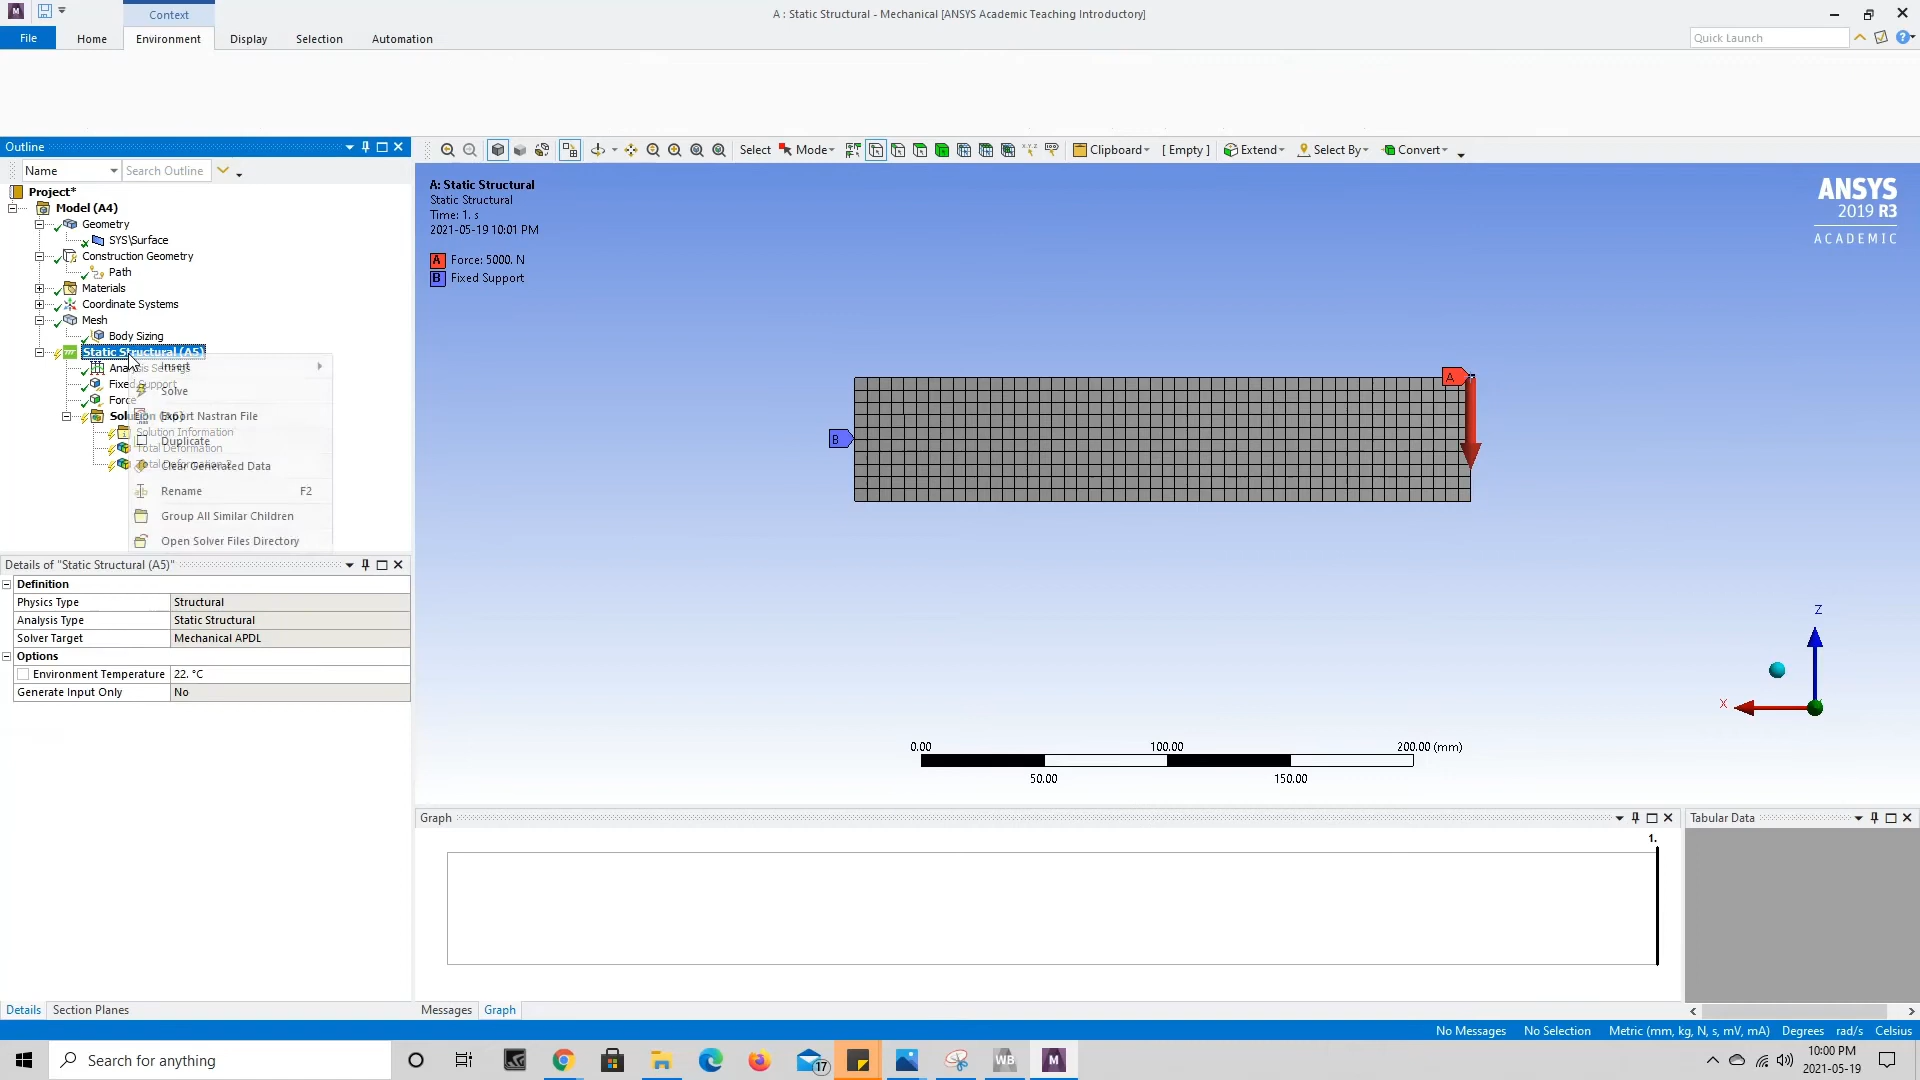 Context
A : Static Structural - Mechanical [ANSYS Academic Teaching Introductory]
File
Home
Environment
Display
Selection
Automation
Quick Launch
Outline
Name
Search Outline
Select
Mode
Clipboard
[ Empty ]
Extend
Select By
Convert
Project*
Model (A4)
Geometry
SYS\Surface
Construction Geometry
Path
Materials
Coordinate Systems
Mesh
Body Sizing
Static Structural (A5)
Insert
Fixed Support
Solve
Force
Export Nastran File
Solution Information
Duplicate
Total Deformation
Clear Generated Data
Rename F2
Group All Similar Children
Open Solver Files Directory
A: Static Structural
Static Structural
Time: 1. s
2021-05-19 10:01 PM
A Force: 5000. N
B Fixed Support
ANSYS
2019 R3
ACADEMIC
A
B
Z
X
0.00 100.00 200.00 (mm)
50.00 150.00
Details of "Static Structural (A5)"
Definition
Physics Type Structural
Analysis Type Static Structural
Solver Target Mechanical APDL
Options
Environment Temperature 22. °C
Generate Input Only No
Graph
1.
Tabular Data
Details
Section Planes
Messages
Graph
No Messages
No Selection
Metric (mm, kg, N, s, mV, mA)
Degrees
rad/s
Celsius
Search for anything
17
WB
M
10:00 PM
2021-05-19